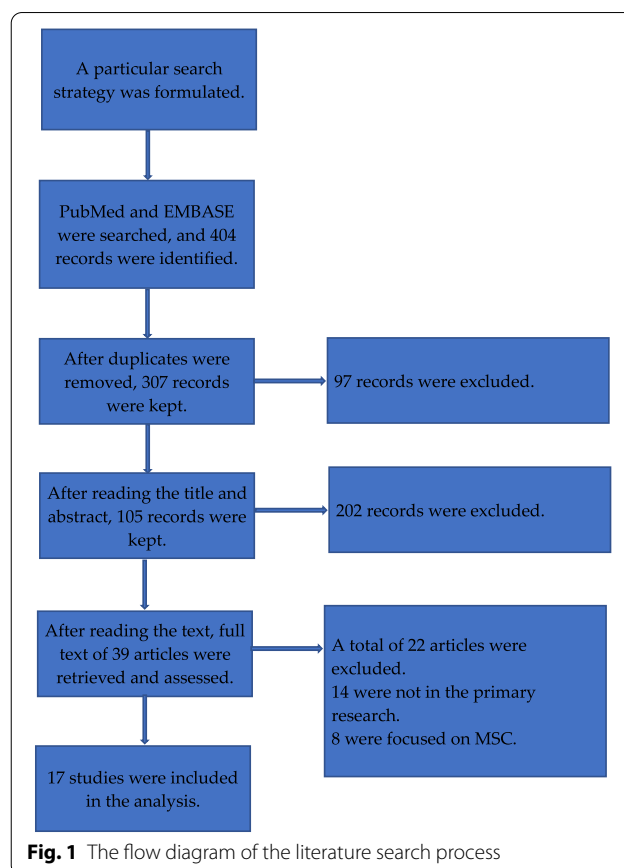 A particular search
strategy was formulated.
PubMed and EMBASE
were searched, and 404
records were identified.
After duplicates were
removed, 307 records
were kept.
97 records were excluded.
After reading the title and
abstract, 105 records were
kept.
202 records were excluded.
After reading the text, full
text of 39 articles were
retrieved and assessed.
A total of 22 articles were
excluded.
14 were not in the primary
research.
8 were focused on MSC.
17 studies were included
in the analysis.
Fig. 1 The flow diagram of the literature search process